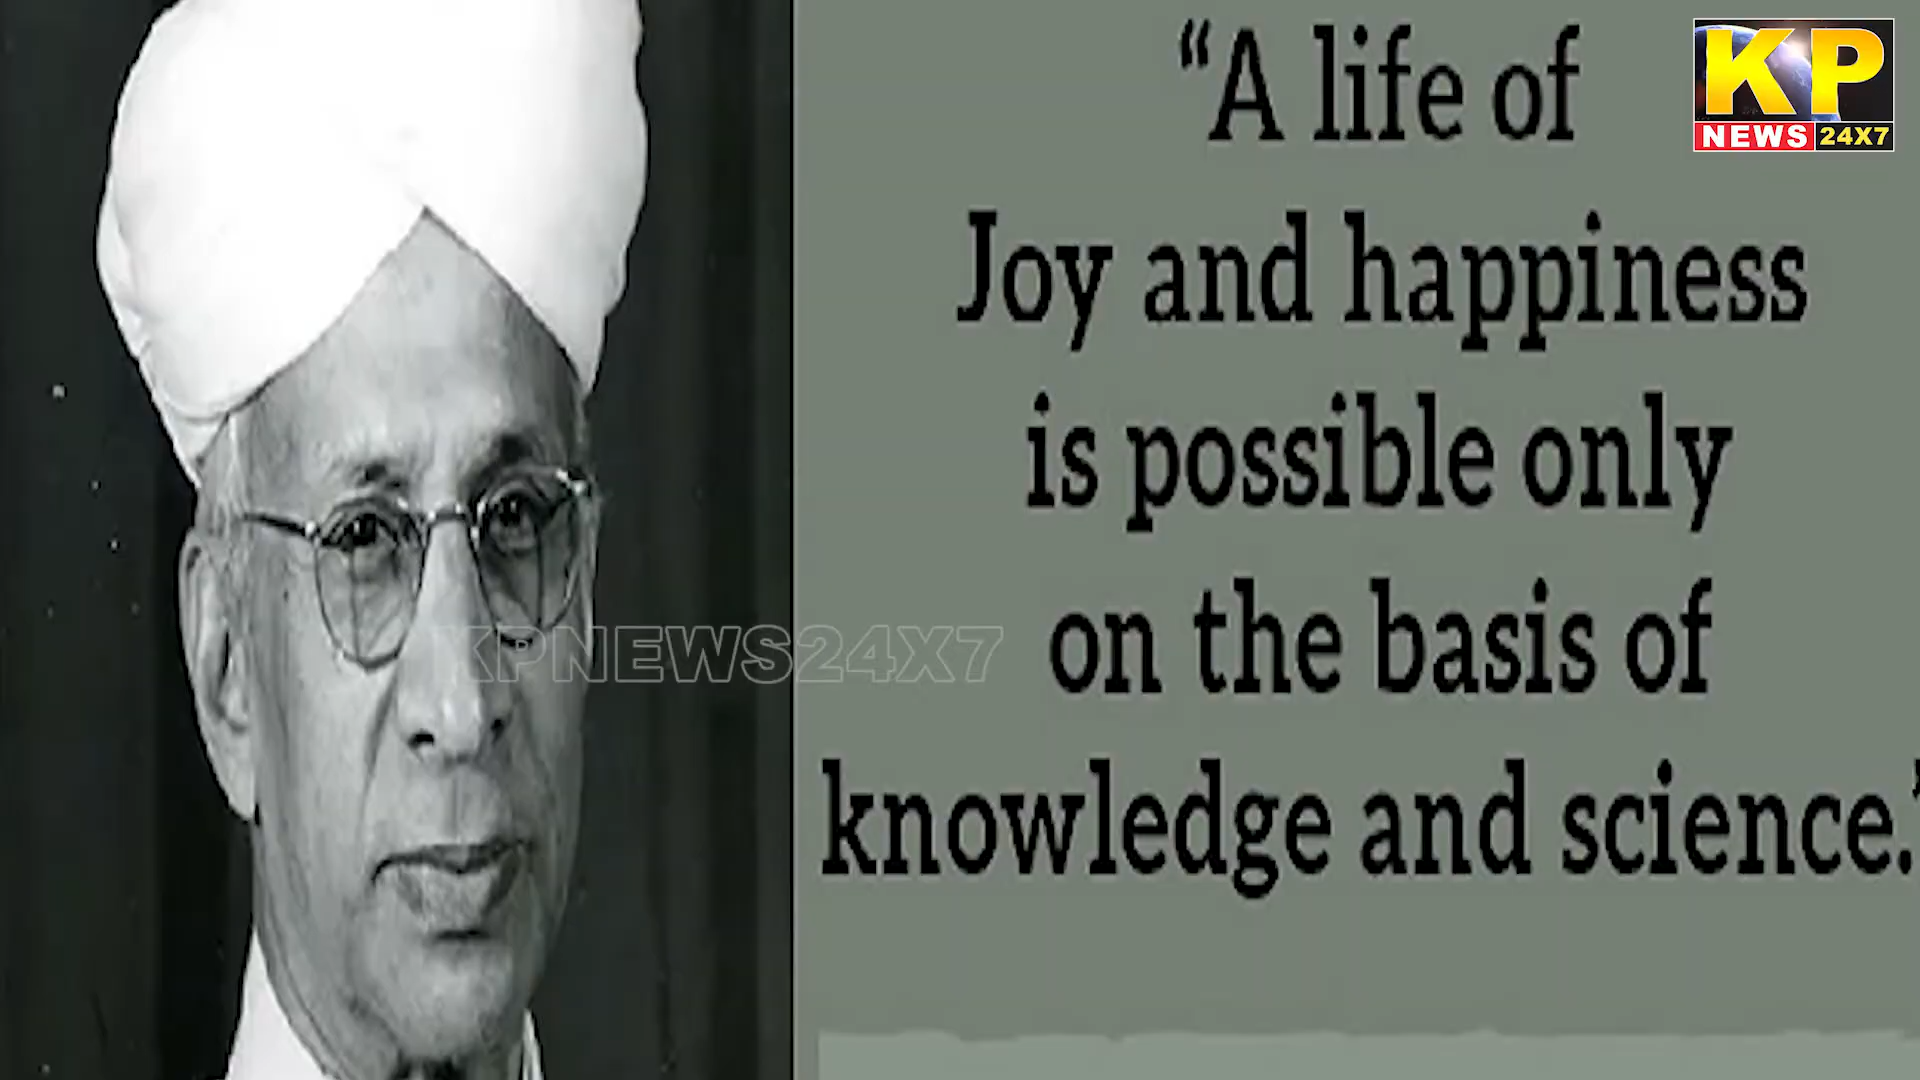 “A life of
Joy and happiness
is possible only
on the basis of
knowledge and science.”
KP
NEWS 24X7
KPNEWS24X7